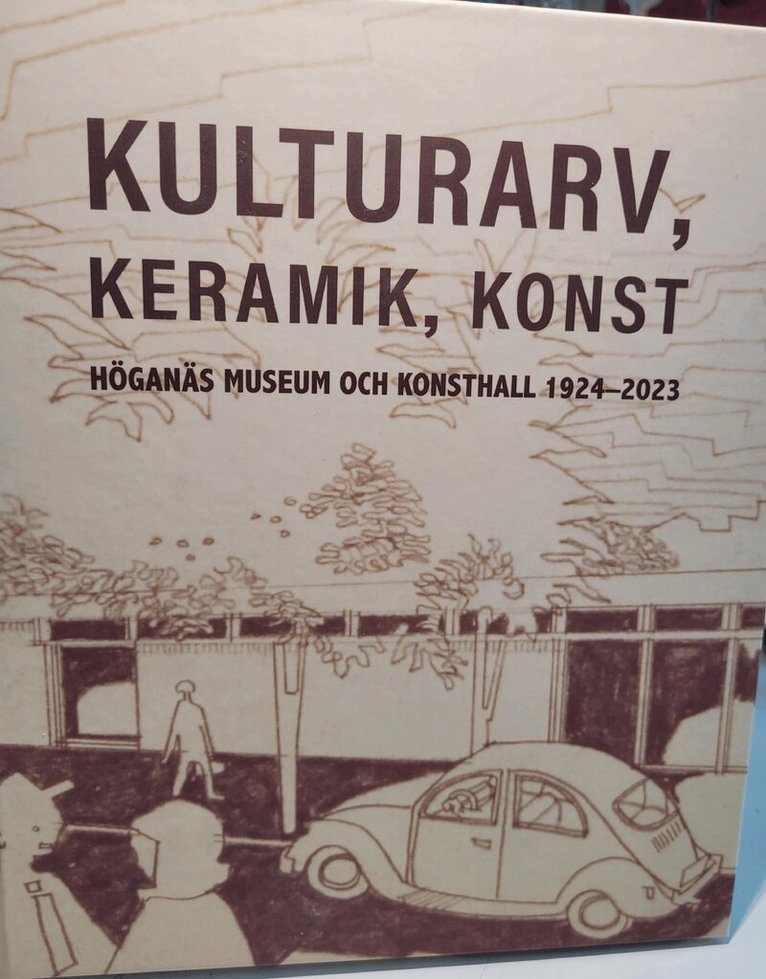 KULTURARV,
KERAMIK, KONST
HÖGANÄS MUSEUM OCH KONSTHALL 1924–2023